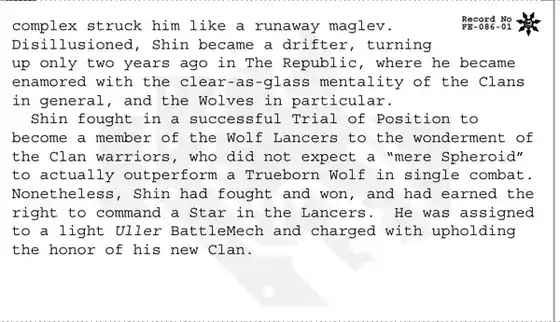 complex struck him like a runaway maglev.
Record No
FE-086-01
Disillusioned, Shin became a drifter, turning
up only two years ago in The Republic, where he became
enamored with the clear-as-glass mentality of the Clans
in general, and the Wolves in particular.
Shin fought in a successful Trial of Position to
become a member of the Wolf Lancers to the wonderment of
the Clan warriors, who did not expect a “mere Spheroid”
to actually outperform a Trueborn Wolf in single combat.
Nonetheless, Shin had fought and won, and had earned the
right to command a Star in the Lancers.  He was assigned
to a light Uller BattleMech and charged with upholding
the honor of his new Clan.